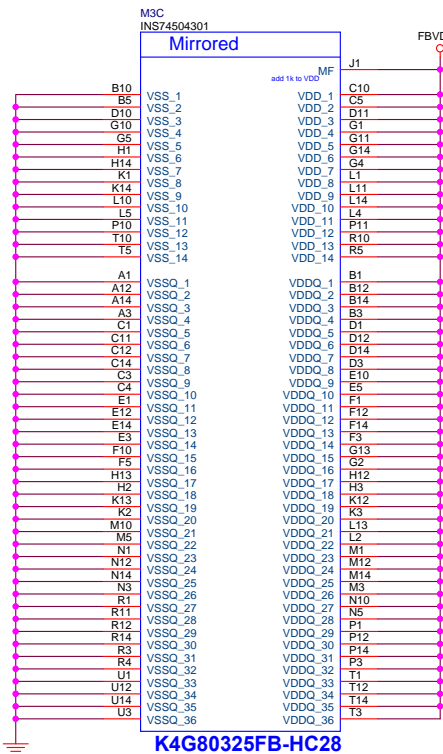 M3C
INS74504301
Mirrored
FBVD
MF J1
add 1k to VDD
B10 VSS_1 VDD_1 C10
B5 VSS_2 VDD_2 C5
D10 VSS_3 VDD_3 D11
G10 VSS_4 VDD_4 G1
G5 VSS_5 VDD_5 G11
H1 VSS_6 VDD_6 G14
H14 VSS_7 VDD_7 G4
K1 VSS_8 VDD_8 L1
K14 VSS_9 VDD_9 L11
L10 VSS_10 VDD_10 L14
L5 VSS_11 VDD_11 L4
P10 VSS_12 VDD_12 P11
T10 VSS_13 VDD_13 R10
T5 VSS_14 VDD_14 R5
A1 VSSQ_1 VDDQ_1 B1
A12 VSSQ_2 VDDQ_2 B12
A14 VSSQ_3 VDDQ_3 B14
A3 VSSQ_4 VDDQ_4 B3
C1 VSSQ_5 VDDQ_5 D1
C11 VSSQ_6 VDDQ_6 D12
C12 VSSQ_7 VDDQ_7 D14
C14 VSSQ_8 VDDQ_8 D3
C3 VSSQ_9 VDDQ_9 E10
C4 VSSQ_10 VDDQ_10 E5
E1 VSSQ_11 VDDQ_11 F1
E12 VSSQ_12 VDDQ_12 F12
E14 VSSQ_13 VDDQ_13 F14
E3 VSSQ_14 VDDQ_14 F3
F10 VSSQ_15 VDDQ_15 G13
F5 VSSQ_16 VDDQ_16 G2
H13 VSSQ_17 VDDQ_17 H12
H2 VSSQ_18 VDDQ_18 H3
K13 VSSQ_19 VDDQ_19 K12
K2 VSSQ_20 VDDQ_20 K3
M10 VSSQ_21 VDDQ_21 L13
M5 VSSQ_22 VDDQ_22 L2
N1 VSSQ_23 VDDQ_23 M1
N12 VSSQ_24 VDDQ_24 M12
N14 VSSQ_25 VDDQ_25 M14
N3 VSSQ_26 VDDQ_26 M3
R1 VSSQ_27 VDDQ_27 N10
R11 VSSQ_28 VDDQ_28 N5
R12 VSSQ_29 VDDQ_29 P1
R14 VSSQ_30 VDDQ_30 P12
R3 VSSQ_31 VDDQ_31 P14
R4 VSSQ_32 VDDQ_32 P3
U1 VSSQ_33 VDDQ_33 T1
U12 VSSQ_34 VDDQ_34 T12
U14 VSSQ_35 VDDQ_35 T14
U3 VSSQ_36 VDDQ_36 T3
K4G80325FB-HC28